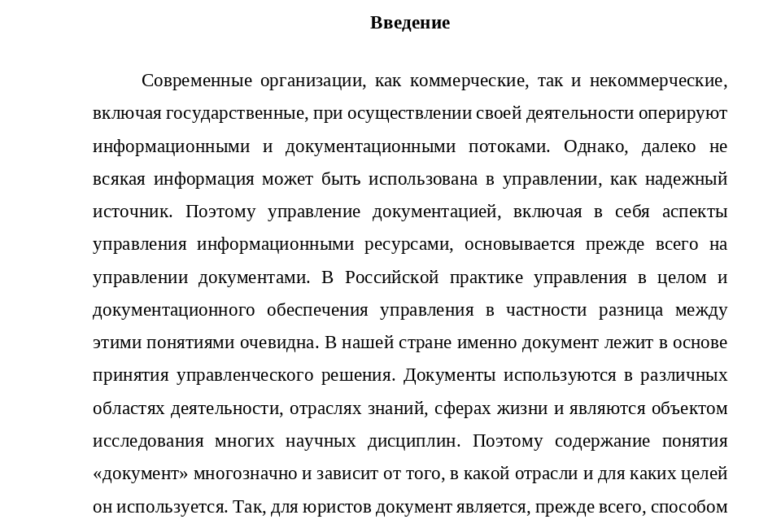 Введение
Современные организации, как коммерческие, так и некоммерческие,
включая государственные, при осуществлении своей деятельности оперируют
информационными и документационными потоками. Однако, далеко не
всякая информация может быть использована в управлении, как надежный
источник. Поэтому управление документацией, включая в себя аспекты
управления информационными ресурсами, основывается прежде всего на
управлении документами. В Российской практике управления в целом и
документационного обеспечения управления в частности разница между
этими понятиями очевидна. В нашей стране именно документ лежит в основе
принятия управленческого решения. Документы используются в различных
областях деятельности, отраслях знаний, сферах жизни и являются объектом
исследования многих научных дисциплин. Поэтому содержание понятия
«документ» многозначно и зависит от того, в какой отрасли и для каких целей
он используется. Так, для юристов документ является, прежде всего, способом